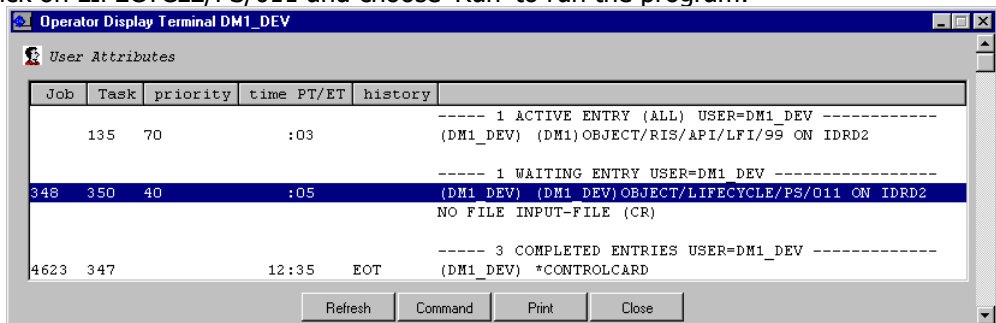 Operator Display Terminal DM1_DEV
User Attributes
Job Task priority time PT/ET history
----- 1 ACTIVE ENTRY (ALL) USER=DM1_DEV ------------
135 70 :03 (DM1_DEV) (DM1)OBJECT/RIS/API/LFI/99 ON IDRD2
----- 1 WAITING ENTRY USER=DM1_DEV -----------------
348 350 40 :05 (DM1_DEV) (DM1_DEV)OBJECT/LIFECYCLE/PS/011 ON IDRD2
NO FILE INPUT-FILE (CR)
----- 3 COMPLETED ENTRIES USER=DM1_DEV -------------
4623 347 12:35 EOT (DM1_DEV) *CONTROLCARD
Refresh Command Print Close